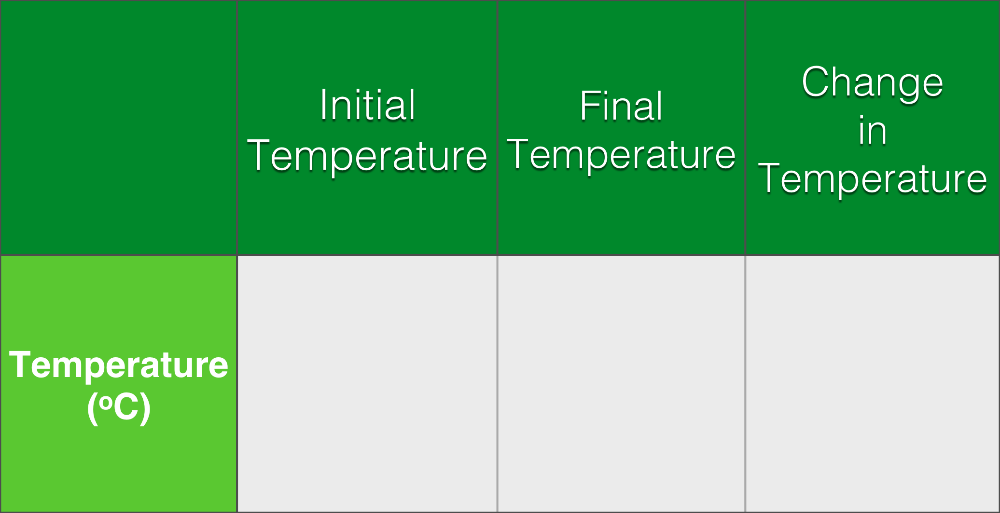 Initial
Temperature
Final
Temperature
Change
in
Temperature
Temperature
(ºC)